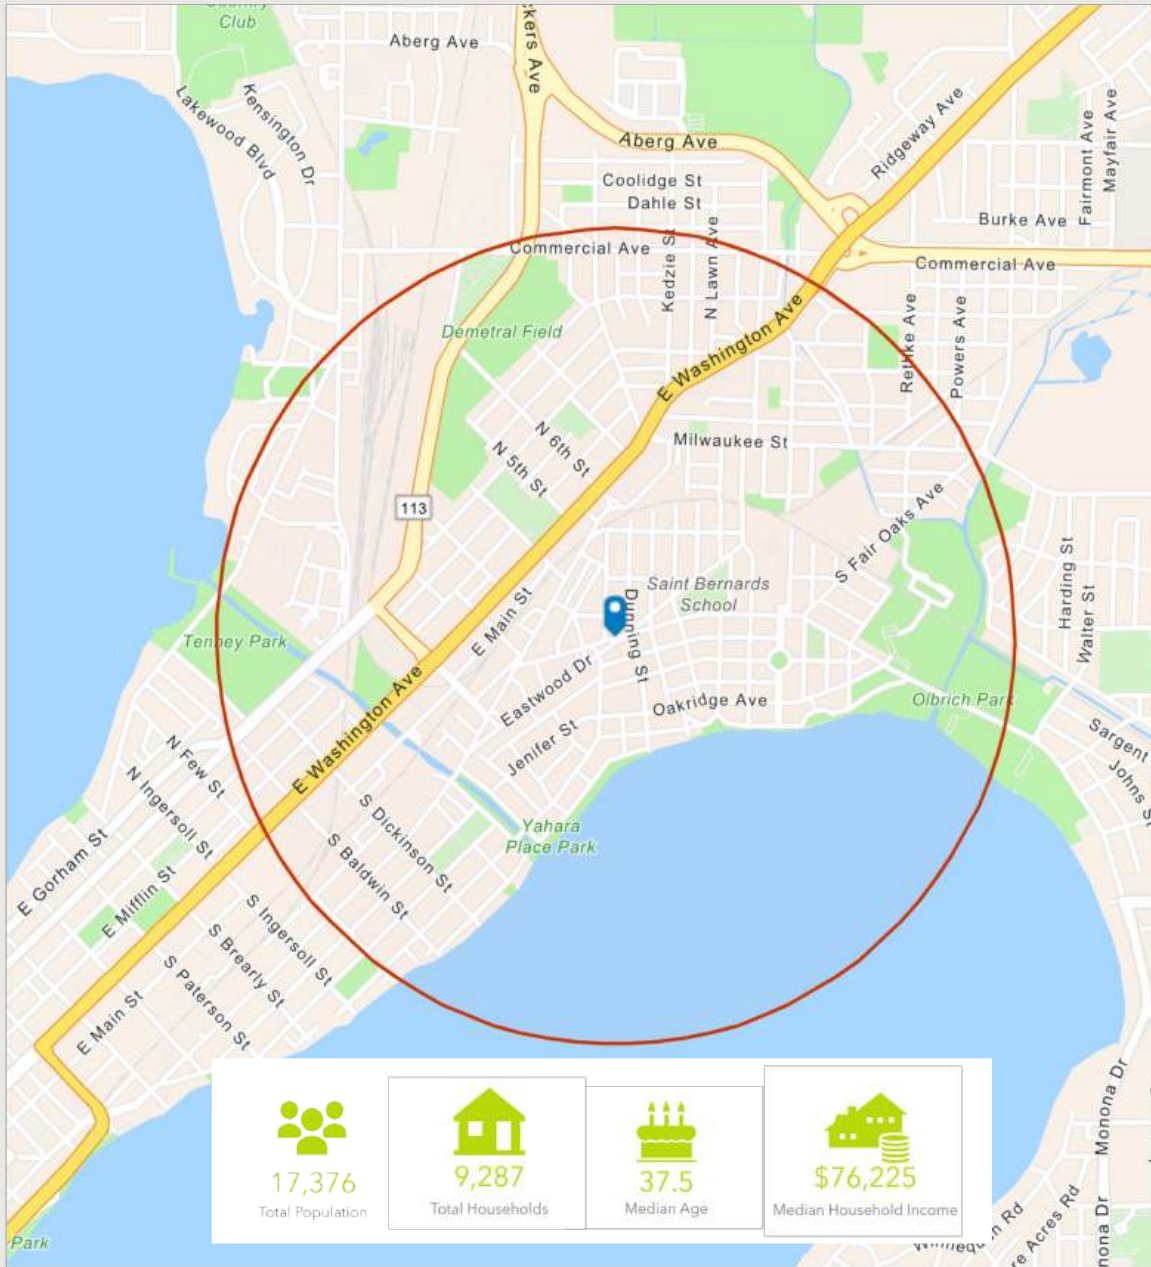 Country
Club
Aberg Ave
kers Ave
Lakewood Blvd
Kensington Dr
Aberg Ave
Ridgeway Ave
Fairmont Ave
Mayfair Ave
Coolidge St
Dahle St
Burke Ave
Commercial Ave
Kedzie St
N Lawn Ave
Commercial Ave
Demetral Field
E Washington Ave
Rethke Ave
Powers Ave
N 6th St
N 5th St
Milwaukee St
113
S Fair Oaks Ave
Harding St
Walter St
Saint Bernards
School
Dunning St
E Main St
Tenney Park
Eastwood Dr
Oakridge Ave
Olbrich Park
E Washington Ave
Jenifer St
Sargent
Johns St
N Few St
N Ingersoll St
S Dickinson St
Yahara
Place Park
S Baldwin St
E Gorham St
E Mifflin St
S Ingersoll St
S Brearly St
S Paterson St
E Main St
Monona Dr
17,376
Total Population
9,287
Total Households
37.5
Median Age
$76,225
Median Household Income
Rd
re Acres Rd
nona Dr
Park